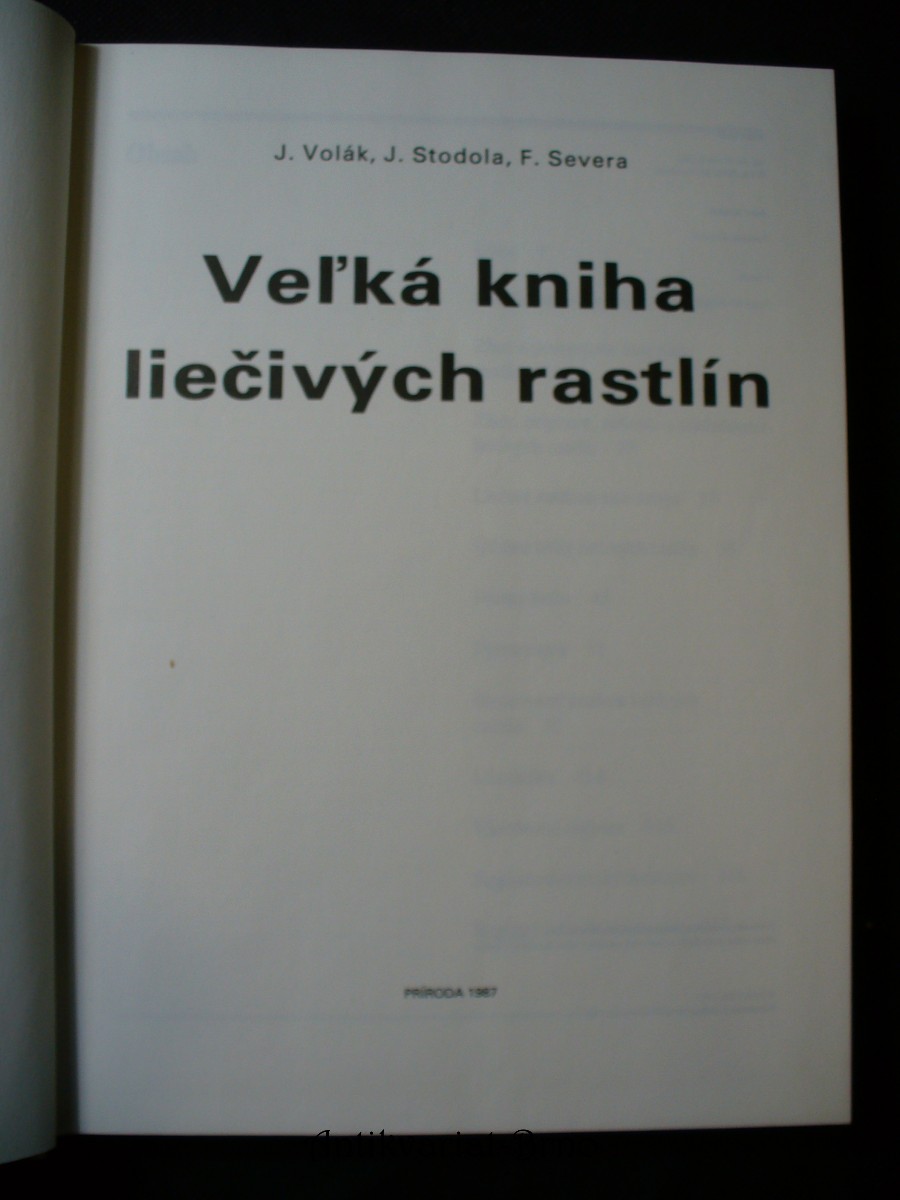 J. Volák, J. Stodola, F. Severa
Veľká kniha
liečivých rastlín
PRÍRODA 1987